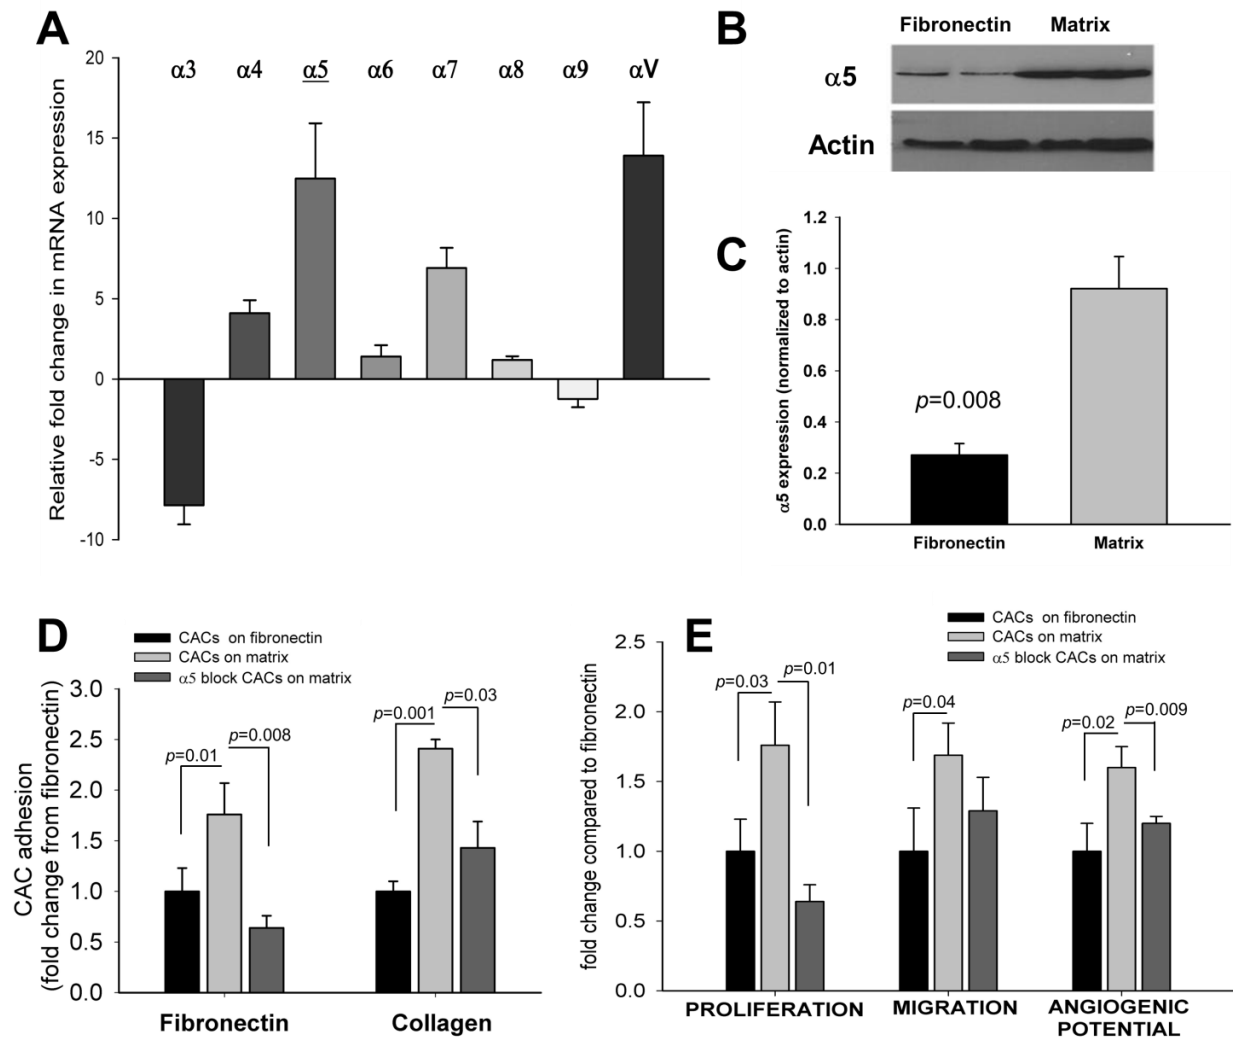 A
Relative fold change in mRNA expression
20
15
10
5
0
-5
-10
α3 α4 α5 α6 α7 α8 α9 αV
B
Fibronectin Matrix
α5
Actin
C
α5 expression (normalized to actin)
1.2
1.0
0.8
0.6
0.4
0.2
0.0
p=0.008
Fibronectin Matrix
D
CACs on fibronectin
CACs on matrix
α5 block CACs on matrix
CAC adhesion
(fold change from fibronectin)
3.0
2.5
2.0
1.5
1.0
0.5
0.0
p=0.01
p=0.008
p=0.001
p=0.03
Fibronectin Collagen
E
CACs on fibronectin
CACs on matrix
α5 block CACs on matrix
fold change compared to fibronectin
2.5
2.0
1.5
1.0
0.5
0.0
p=0.03
p=0.01
p=0.04
p=0.02
p=0.009
PROLIFERATION MIGRATION ANGIOGENIC
POTENTIAL